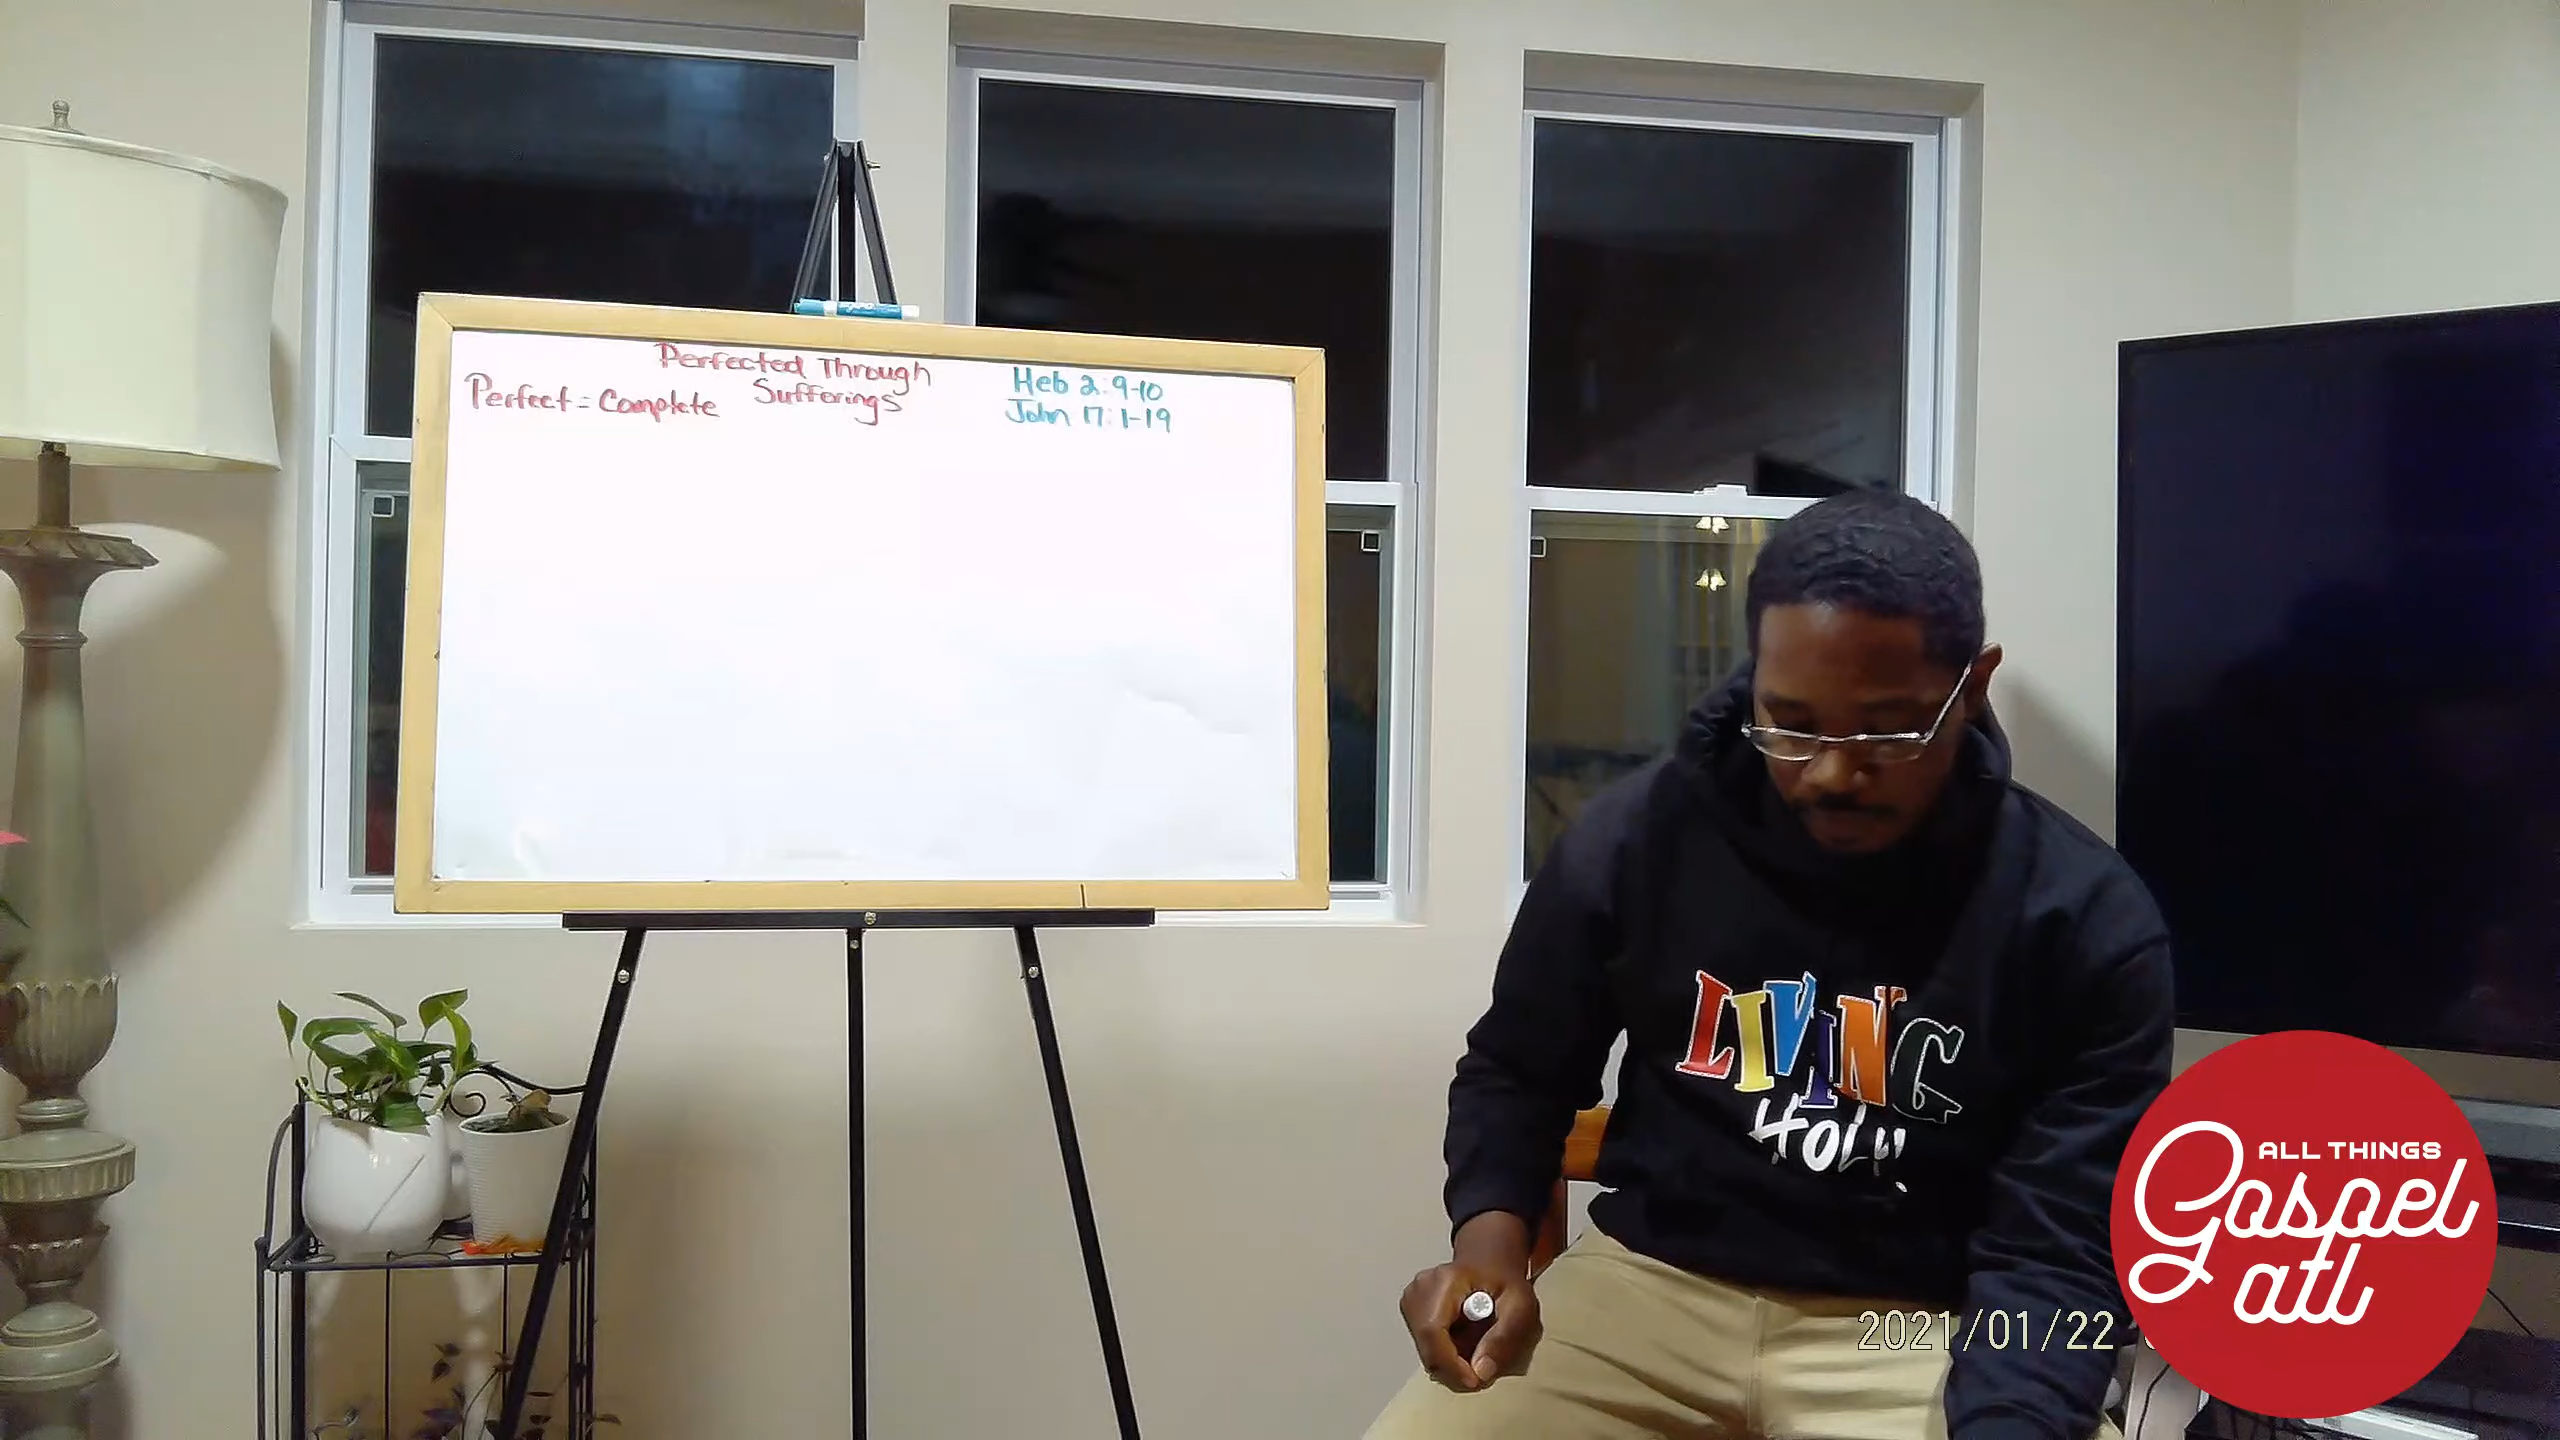 Perfected Through
Sufferings
Perfect = Complete
Heb 2:9-10
John 17:1-19
LIVING
HOLY!
ALL THINGS
Gospel
atl
2021/01/22